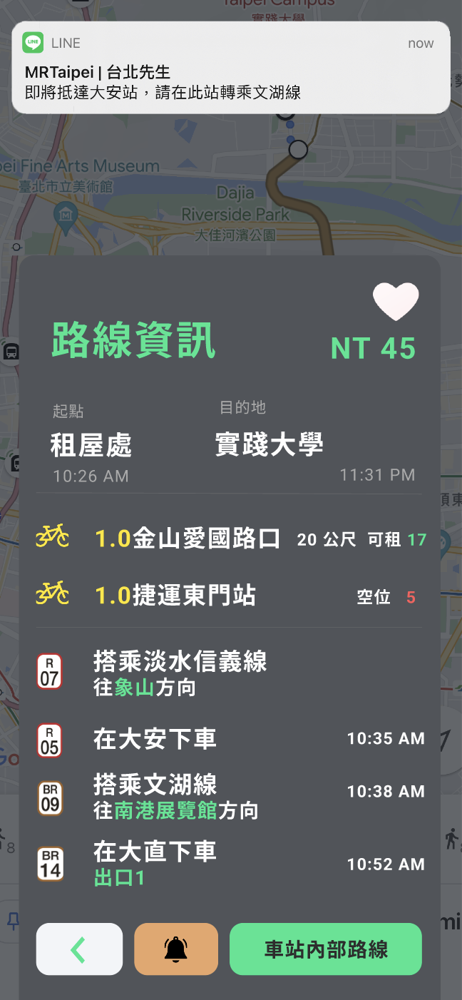 Taipei Campus
實踐大學
LINE
LINE
now
MRTaipei | 台北先生
即將抵達大安站，請在此站轉乘文湖線
ei Fine Arts Museum
臺北市立美術館
Dajia
Riverside Park
大佳河濱公園
路線資訊
NT 45
起點
目的地
租屋處
實踐大學
10:26 AM
11:31 PM
1.0金山愛國路口 20 公尺 可租 17
1.0捷運東門站 空位 5
R
07
搭乘淡水信義線
往象山方向
R
05
在大安下車
10:35 AM
BR
09
搭乘文湖線
往南港展覽館方向
10:38 AM
BR
14
在大直下車
出口1
10:52 AM
8
Go
mi
車站內部路線